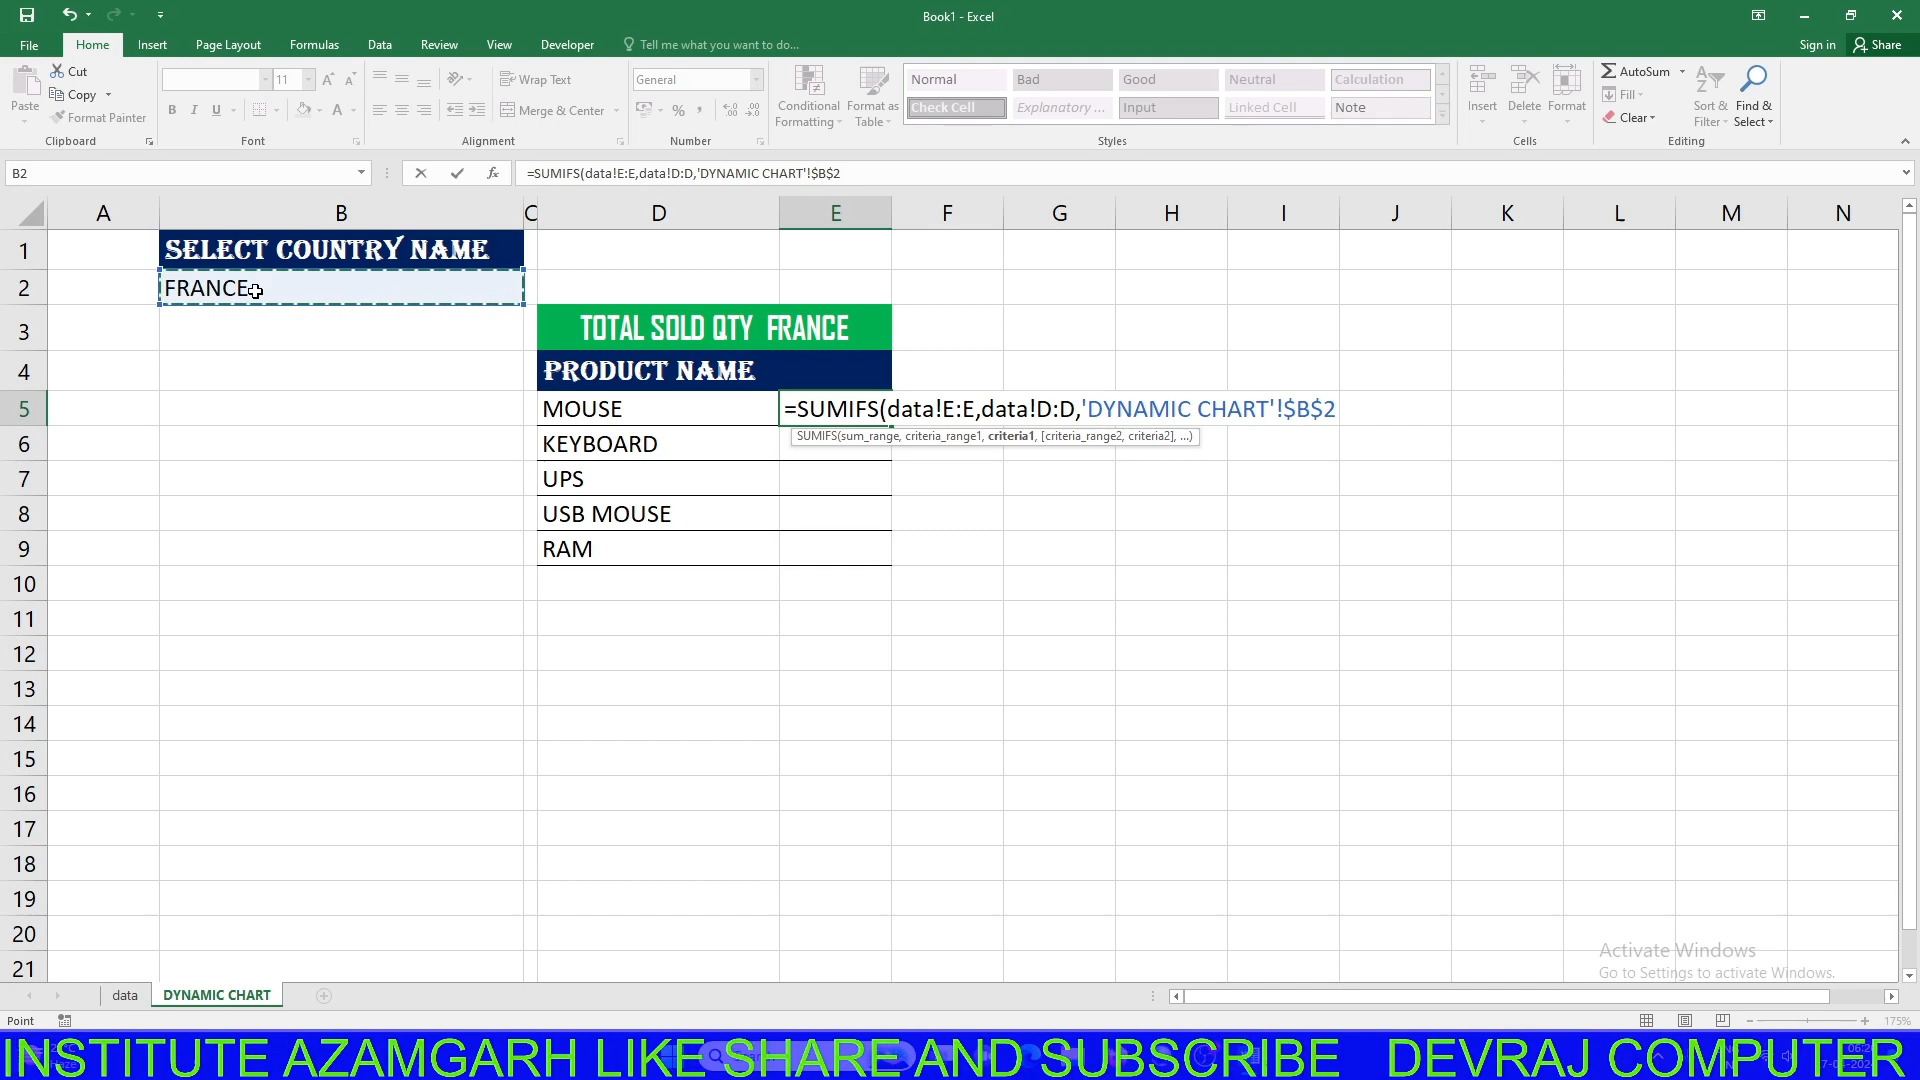 Book1 - Excel
File Home Insert Page Layout Formulas Data Review View Developer Tell me what you want to do... Sign in Share
Paste Cut Copy Format Painter Clipboard
11 B I U A Font
Wrap Text Merge & Center Alignment
General % Number
Conditional Formatting Format as Table
Normal Bad Good Neutral Calculation
Check Cell Explanatory ... Input Linked Cell Note
Styles
Insert Delete Format Cells
AutoSum Fill Clear Sort & Filter Find & Select Editing
B2 fx =SUMIFS(data!E:E,data!D:D,'DYNAMIC CHART'!$B$2
A B C D E F G H I J K L M N
1 SELECT COUNTRY NAME
2 FRANCE
3 TOTAL SOLD QTY FRANCE
4 PRODUCT NAME
5 MOUSE =SUMIFS(data!E:E,data!D:D,'DYNAMIC CHART'!$B$2
SUMIFS(sum_range, criteria_range1, criteria1, [criteria_range2, criteria2], ...)
6 KEYBOARD
7 UPS
8 USB MOUSE
9 RAM
10
11
12
13
14
15
16
17
18
19
20
21
Activate Windows
Go to Settings to activate Windows.
data DYNAMIC CHART
Point 175%
INSTITUTE AZAMGARH LIKE SHARE AND SUBSCRIBE DEVRAJ COMPUTER